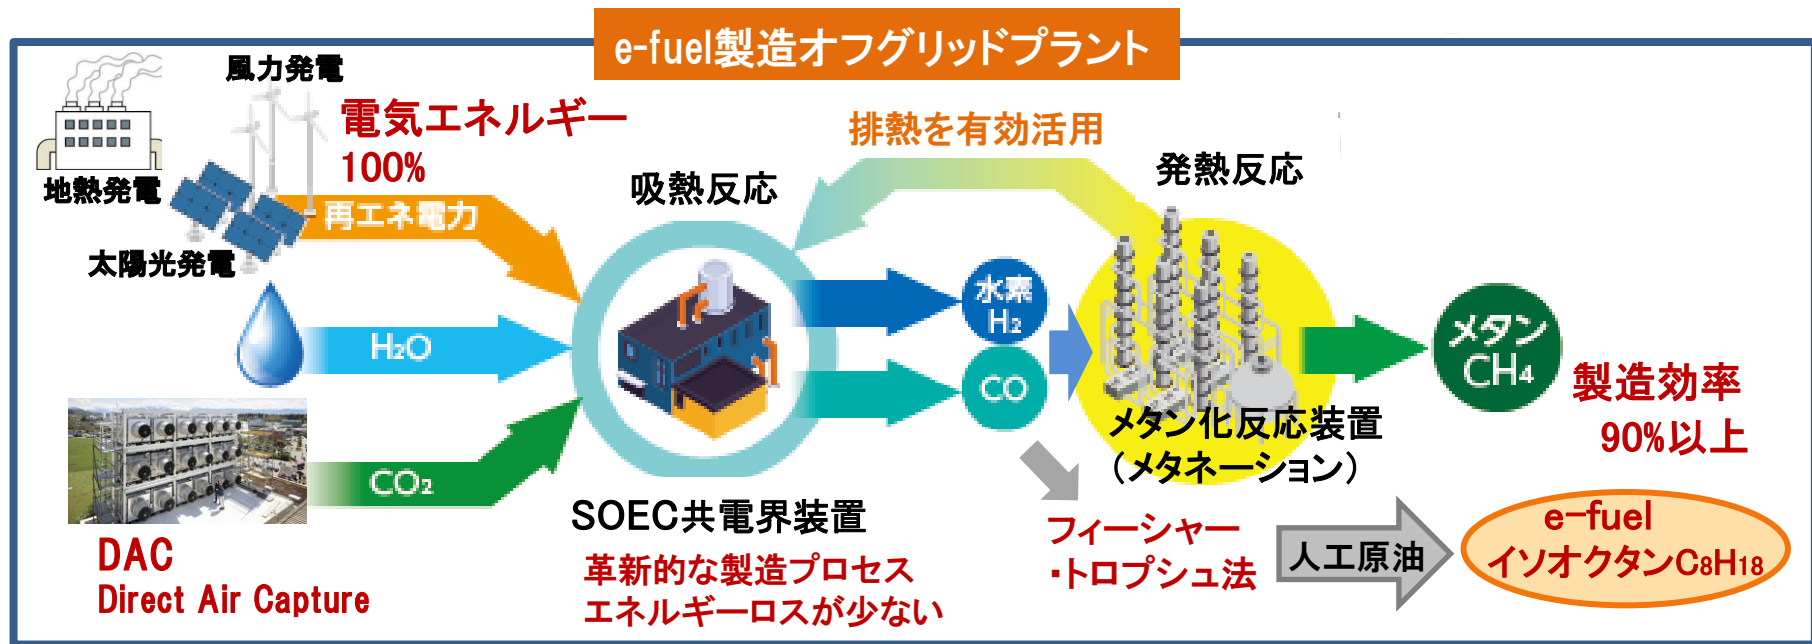 e-fuel製造オフグリッドプラント
風力発電
電気エネルギー
100%
地熱発電
太陽光発電
再エネ電力
H₂O
CO₂
DAC
Direct Air Capture
吸熱反応
排熱を有効活用
発熱反応
水素
H₂
CO
SOEC共電界装置
革新的な製造プロセス
エネルギーロスが少ない
メタン化反応装置
（メタネーション）
メタン
CH₄
製造効率
90%以上
フィーシャー
・トロプシュ法
人工原油
e-fuel
イソオクタンC₈H₁₈